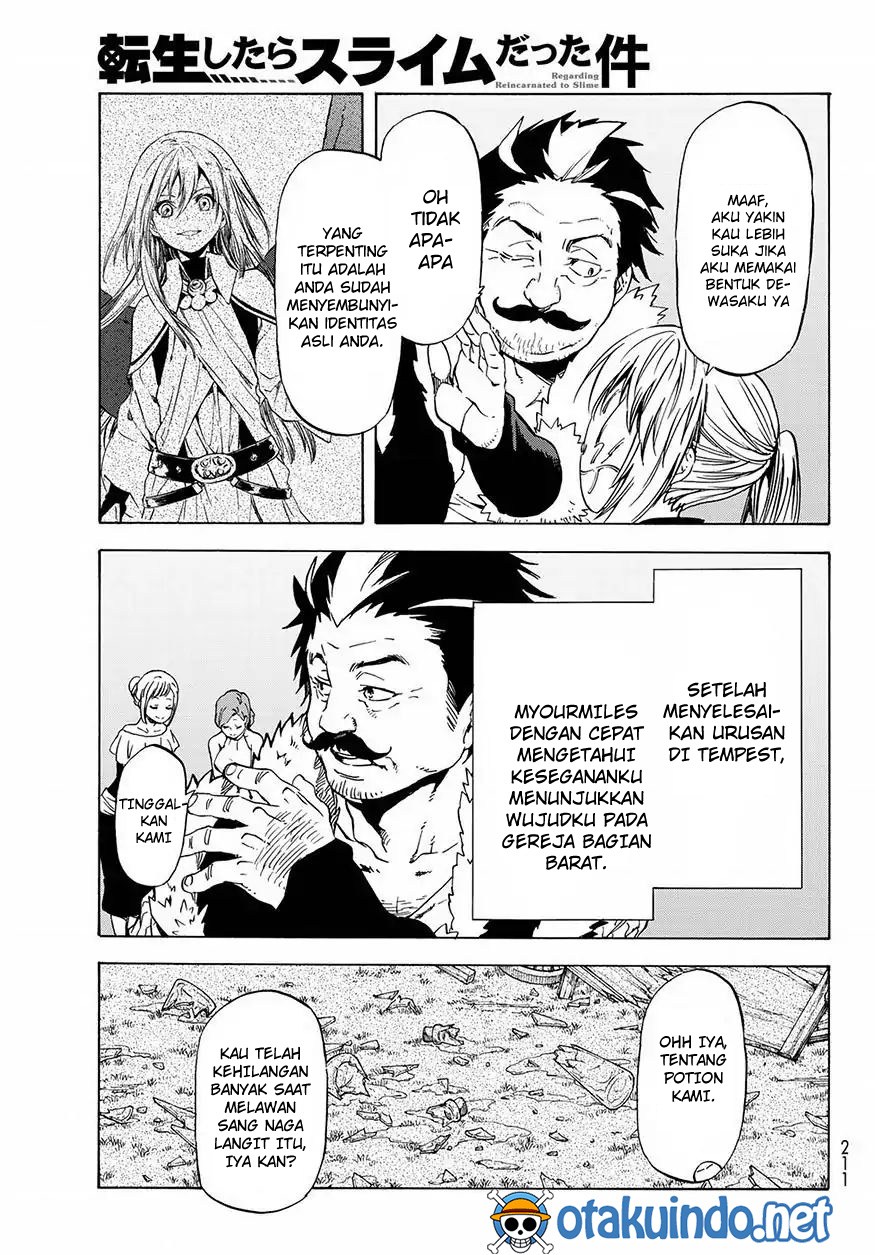 転生したらスライムだった件
Regarding
Reincarnated to Slime
MAAF,
AKU YAKIN
KAU LEBIH
SUKA JIKA
AKU MEMAKAI
BENTUK DE-
WASAKU YA
OH
TIDAK
APA-
APA
YANG
TERPENTING
ITU ADALAH
ANDA SUDAH
MENYEMBUNYI-
KAN IDENTITAS
ASLI ANDA.
SETELAH
MENYELESAI-
KAN URUSAN
DI TEMPEST,
MYOURMILES
DENGAN CEPAT
MENGETAHUI
KESEGANANKU
MENUNJUKKAN
WUJUDKU PADA
GEREJA BAGIAN
BARAT.
TINGGAL-
KAN
KAMI
OHH IYA,
TENTANG
POTION
KAMI.
KAU TELAH
KEHILANGAN
BANYAK SAAT
MELAWAN
SANG NAGA
LANGIT ITU,
IYA KAN?
211
otakuindo.net